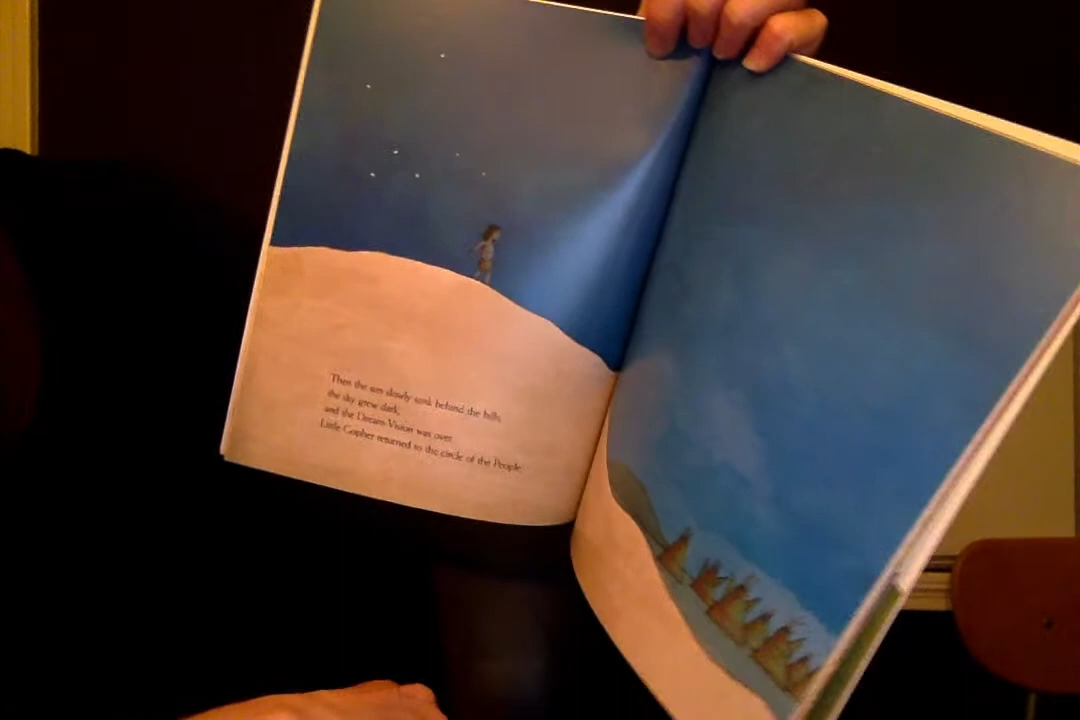 Then the sun slowly sank behind the hills,
the sky grew dark,
and the Dream-Vision was over.
Little Gopher returned to the circle of the People.